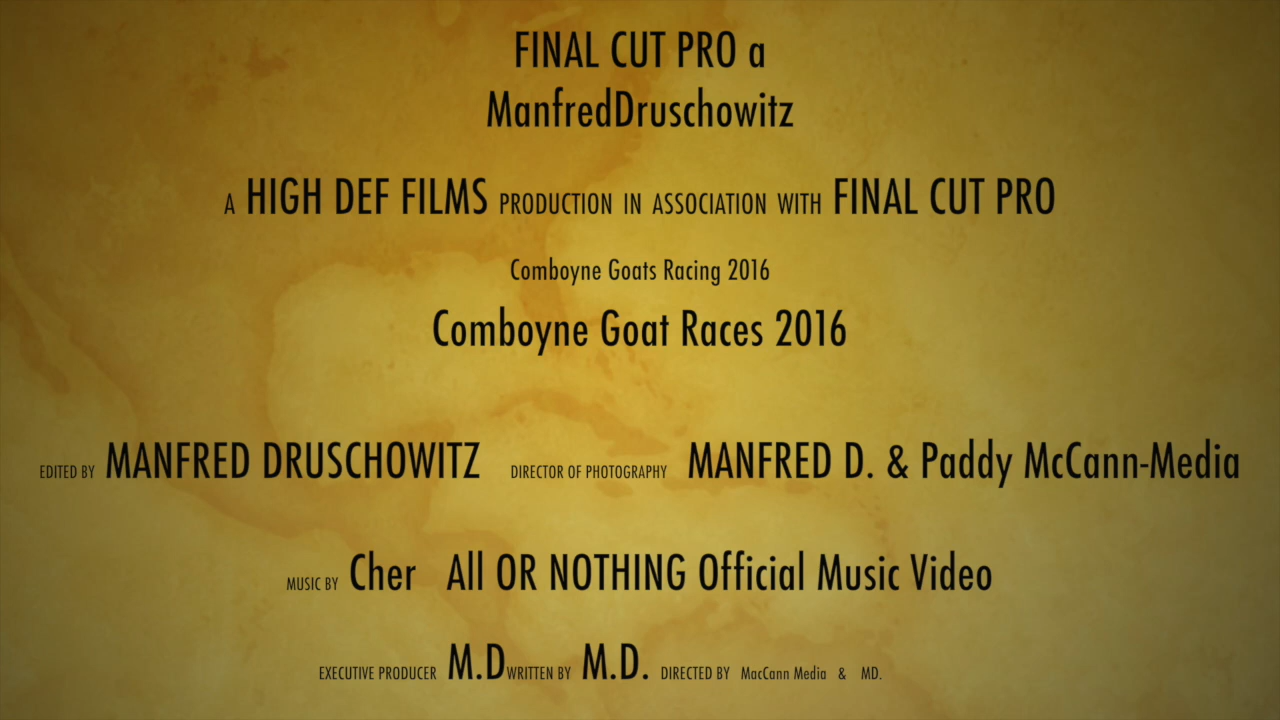 FINAL CUT PRO a
ManfredDruschowitz
A HIGH DEF FILMS PRODUCTION IN ASSOCIATION WITH FINAL CUT PRO
Comboyne Goats Racing 2016
Comboyne Goat Races 2016
EDITED BY MANFRED DRUSCHOWITZ DIRECTOR OF PHOTOGRAPHY MANFRED D. & Paddy McCann-Media
MUSIC BY Cher All OR NOTHING Official Music Video
EXECUTIVE PRODUCER M.D WRITTEN BY M.D. DIRECTED BY MacCann Media & MD.